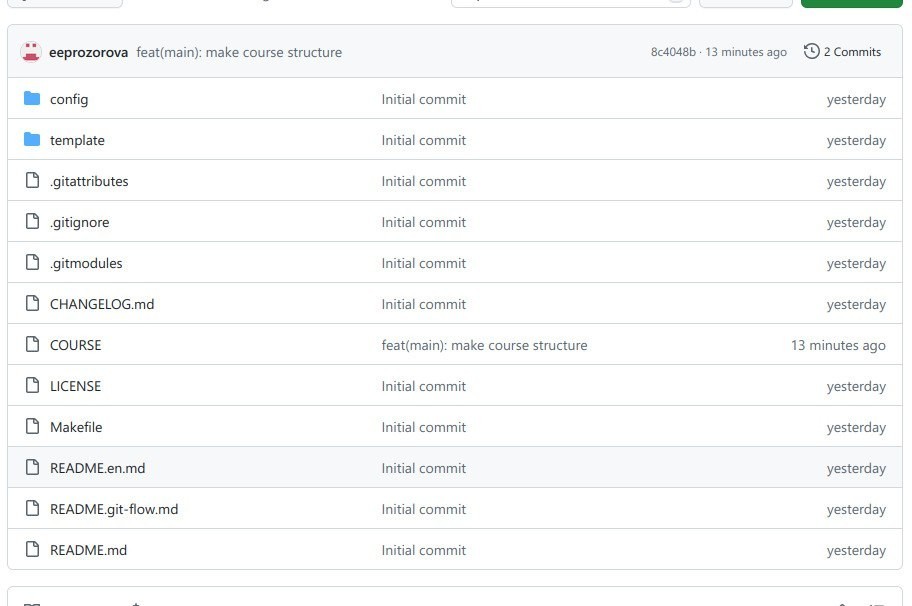 eeprozorova feat(main): make course structure 8c4048b · 13 minutes ago 2 Commits
config Initial commit yesterday
template Initial commit yesterday
.gitattributes Initial commit yesterday
.gitignore Initial commit yesterday
.gitmodules Initial commit yesterday
CHANGELOG.md Initial commit yesterday
COURSE feat(main): make course structure 13 minutes ago
LICENSE Initial commit yesterday
Makefile Initial commit yesterday
README.en.md Initial commit yesterday
README.git-flow.md Initial commit yesterday
README.md Initial commit yesterday